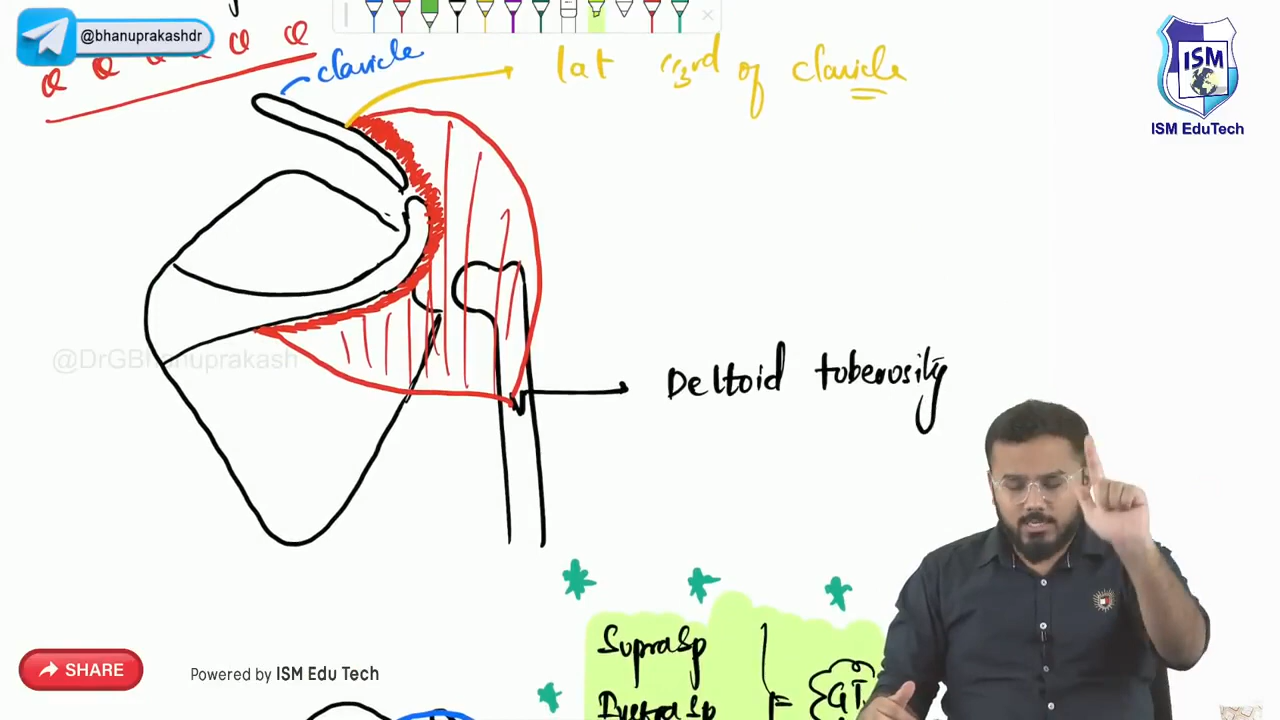 @bhanuprakashdr
clavicle
lat 1/3rd of clavicle
ISM
ISM EduTech
@DrGBhanuprakash
Deltoid tuberosity
SupraSp
SHARE
Powered by ISM Edu Tech
GT